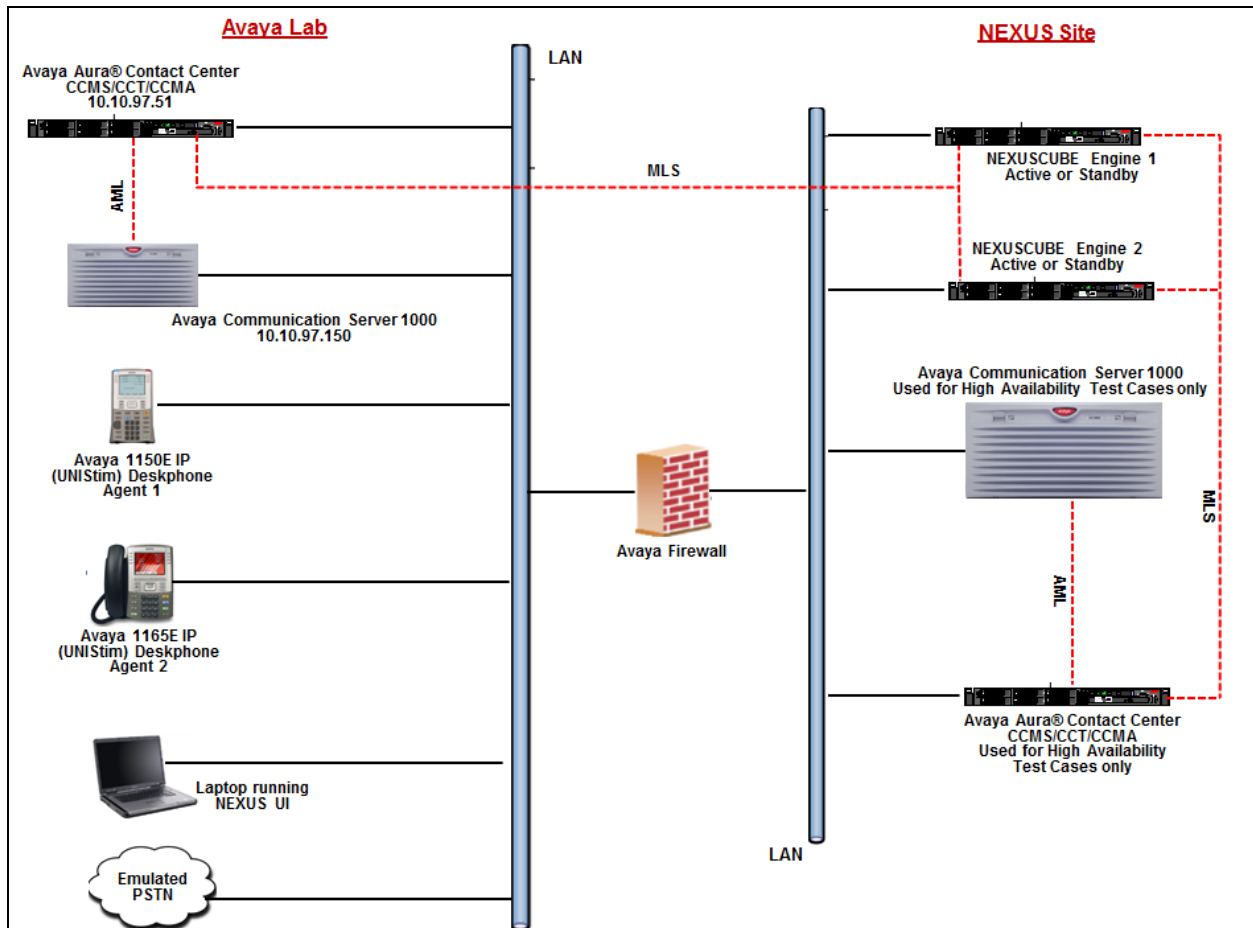 Avaya Lab
Avaya Aura® Contact Center
CCMS/CCT/CCMA
10.10.97.51
AML
Avaya Communication Server 1000
10.10.97.150
Avaya 1150E IP
(UNIStim) Deskphone
Agent 1
Avaya 1165E IP
(UNIStim) Deskphone
Agent 2
Laptop running
NEXUS UI
Emulated
PSTN
LAN
MLS
Avaya Firewall
NEXUS Site
NEXUSCUBE Engine 1
Active or Standby
NEXUSCUBE Engine 2
Active or Standby
Avaya Communication Server 1000
Used for High Availability Test Cases only
MLS
AML
Avaya Aura® Contact Center
CCMS/CCT/CCMA
Used for High Availability
Test Cases only
LAN